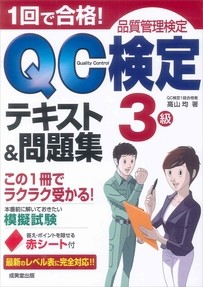 1回で合格!
品質管理検定
QC検定
Quality Control
3級
QC検定1級合格者
高山 均 著
テキスト
&問題集
この1冊で
ラクラク受かる!
本番前に解いておきたい
模擬試験
答え・ポイントを隠せる
赤シート付
最新のレベル表に完全対応!!
成美堂出版